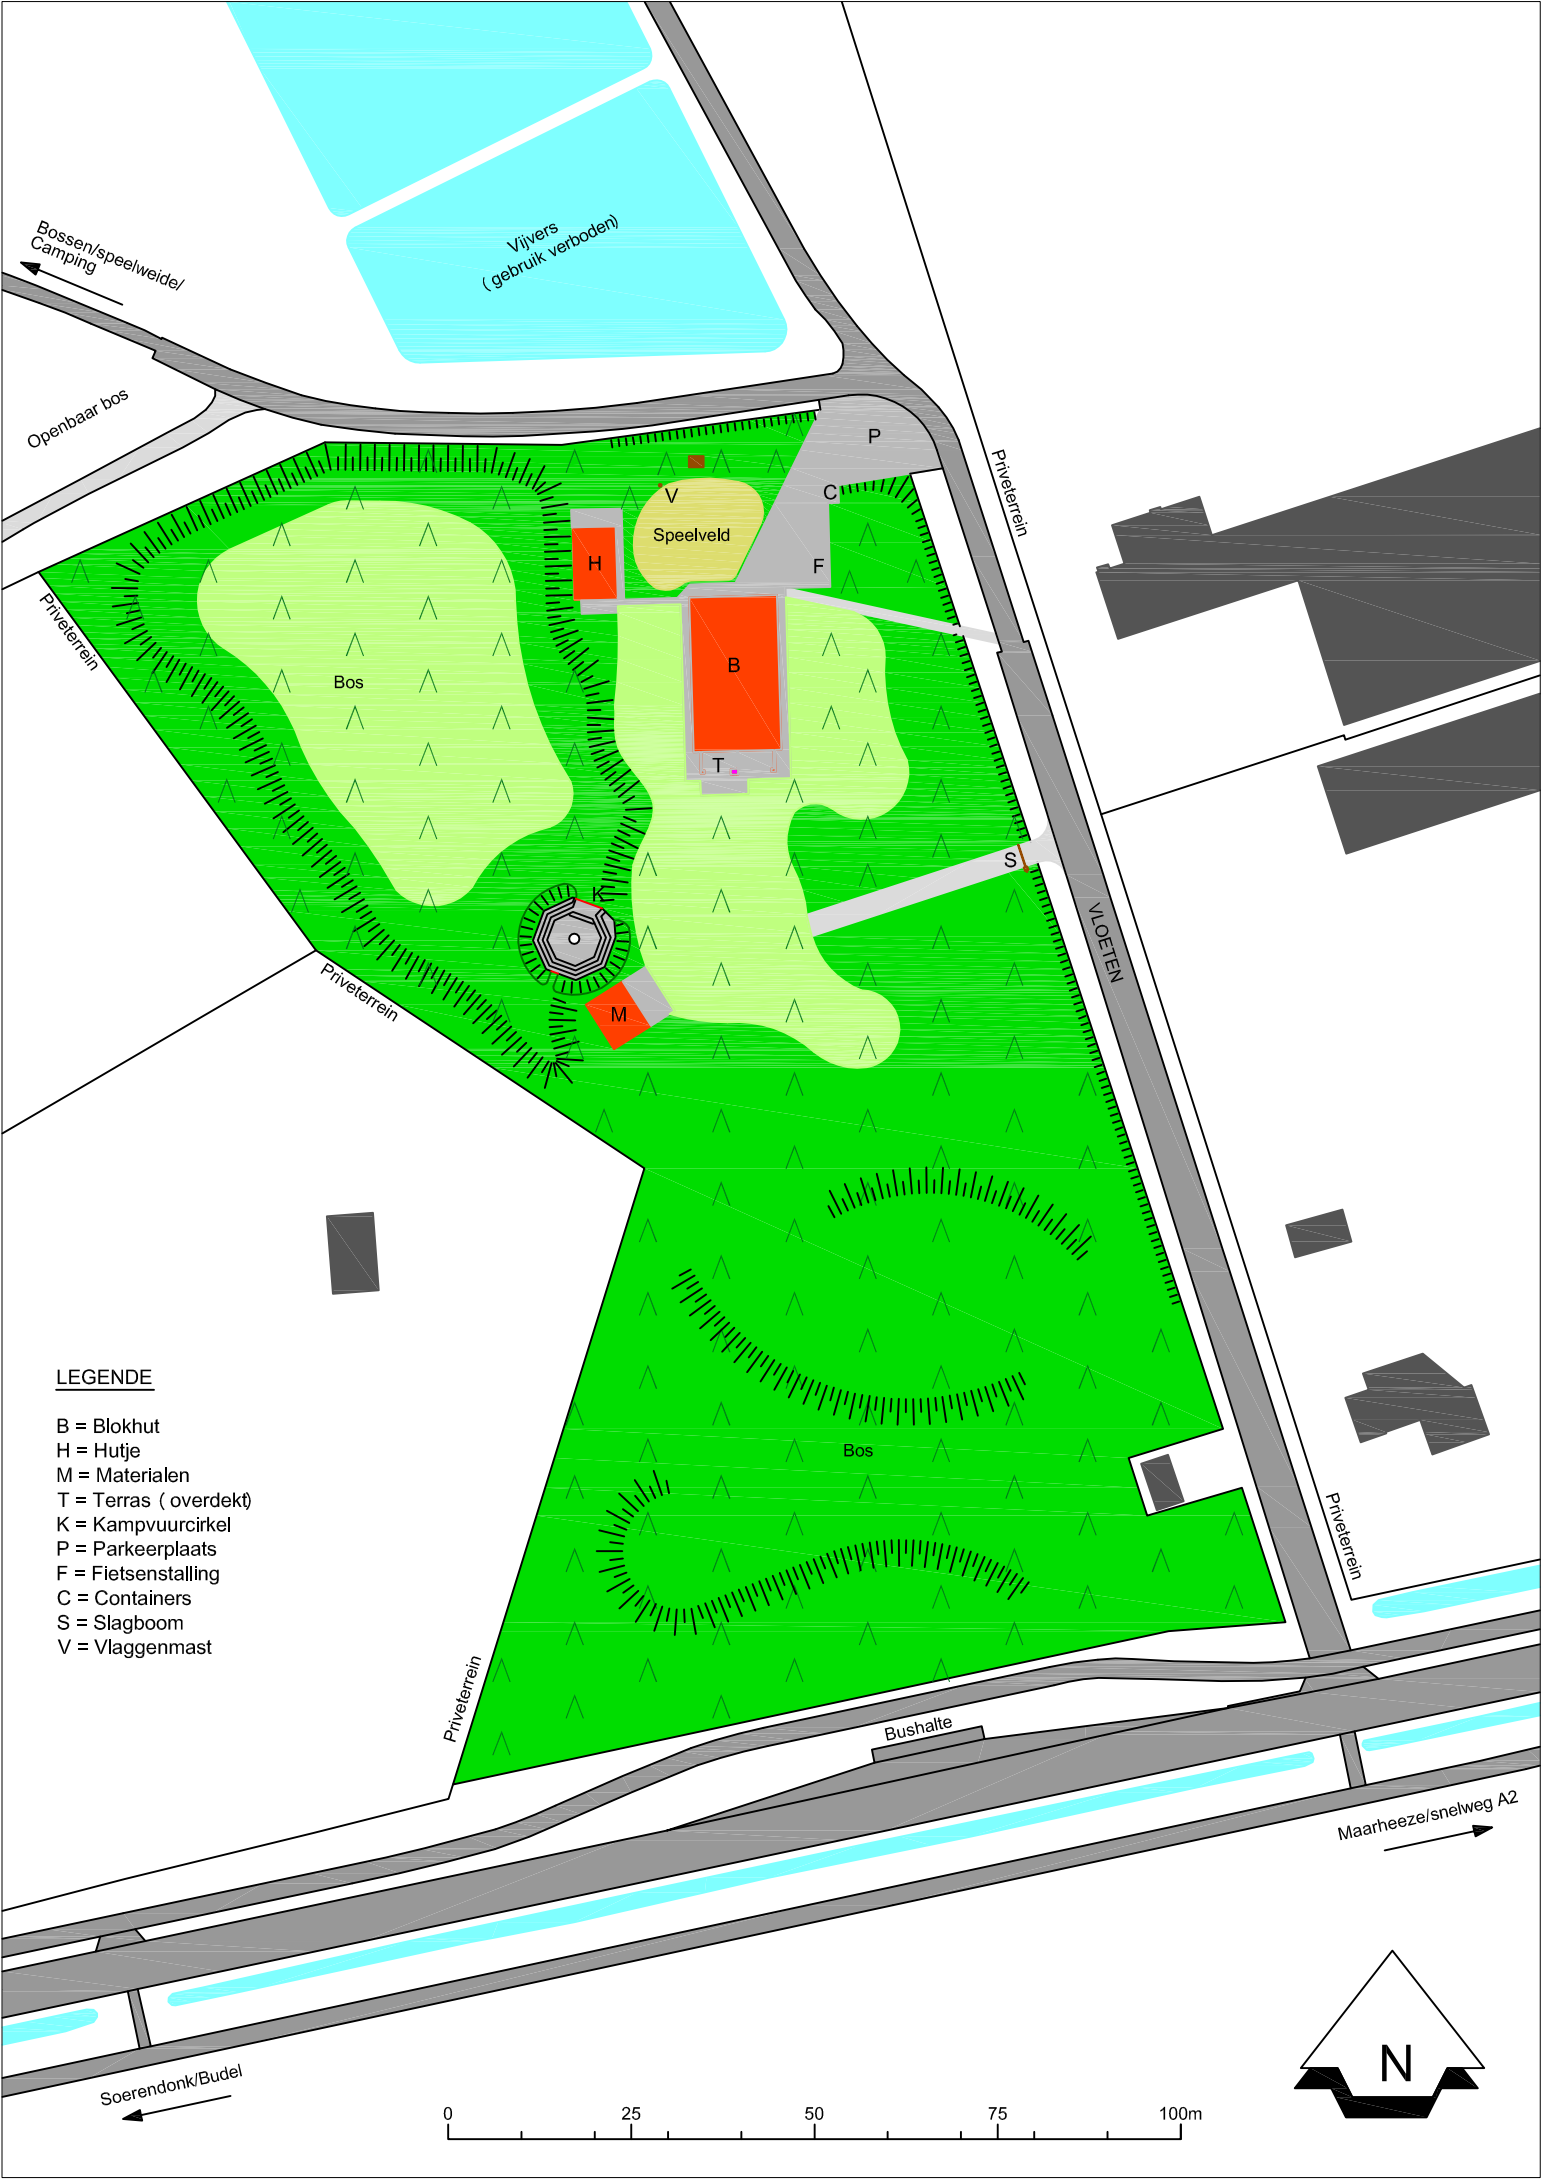 Bossen/speelweide/
Camping
Vijvers
( gebruik verboden)
Openbaar bos
P
Priveterrein
C
V
Speelveld
H
F
Priveterrein
B
Bos
T
S
K
VLOETEN
Priveterrein
M
LEGENDE
B = Blokhut
H = Hutje
M = Materialen
T = Terras ( overdekt)
K = Kampvuurcirkel
P = Parkeerplaats
F = Fietsenstalling
C = Containers
S = Slagboom
V = Vlaggenmast
Bos
Priveterrein
Priveterrein
Bushalte
Maarheeze/snelweg A2
Soerendonk/Budel
N
0 25 50 75 100m